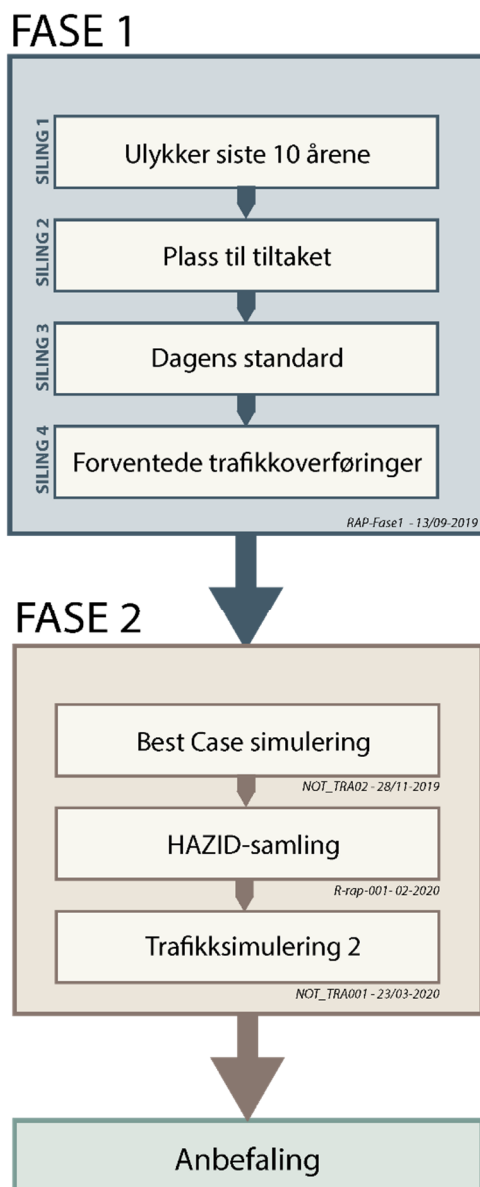 FASE 1
SILING 1
Ulykker siste 10 årene
SILING 2
Plass til tiltaket
SILING 3
Dagens standard
SILING 4
Forventede trafikkoverføringer
RAP-Fase1 - 13/09-2019
FASE 2
Best Case simulering
NOT_TRA02 - 28/11-2019
HAZID-samling
R-rap-001- 02-2020
Trafikksimulering 2
NOT_TRA001 - 23/03-2020
Anbefaling